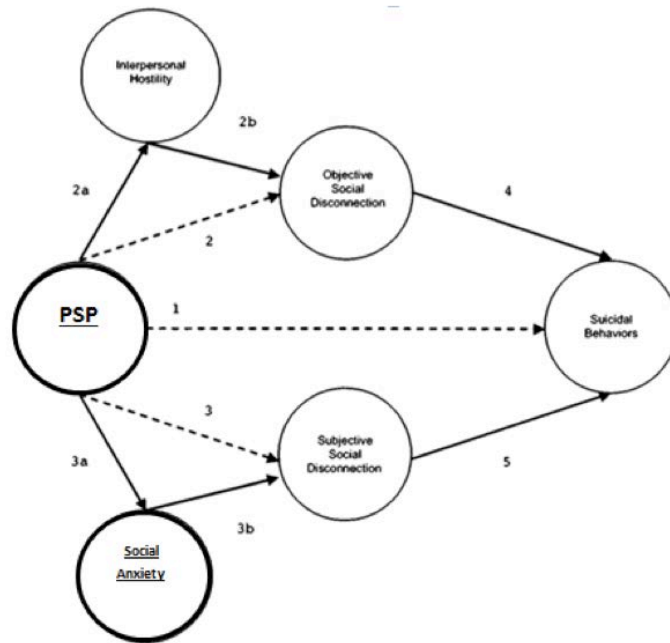 Interpersonal
Hostility
2b
Objective
Social
Disconnection
2a
4
2
PSP
1
Suicidal
Behaviors
3
Subjective
Social
Disconnection
3a
5
3b
Social
Anxiety